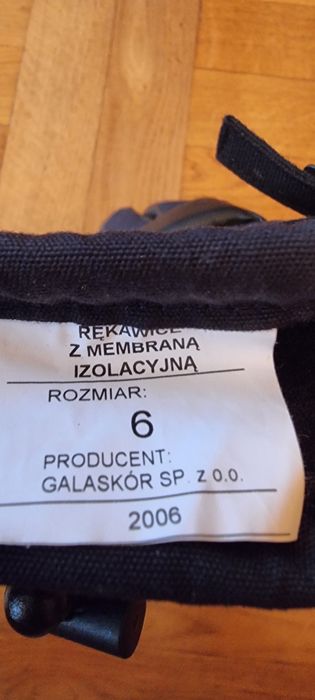 RĘKAWICE
Z MEMBRANĄ
IZOLACYJNĄ
ROZMIAR:
6
PRODUCENT:
GALASKÓR SP. Z O.O.
2006